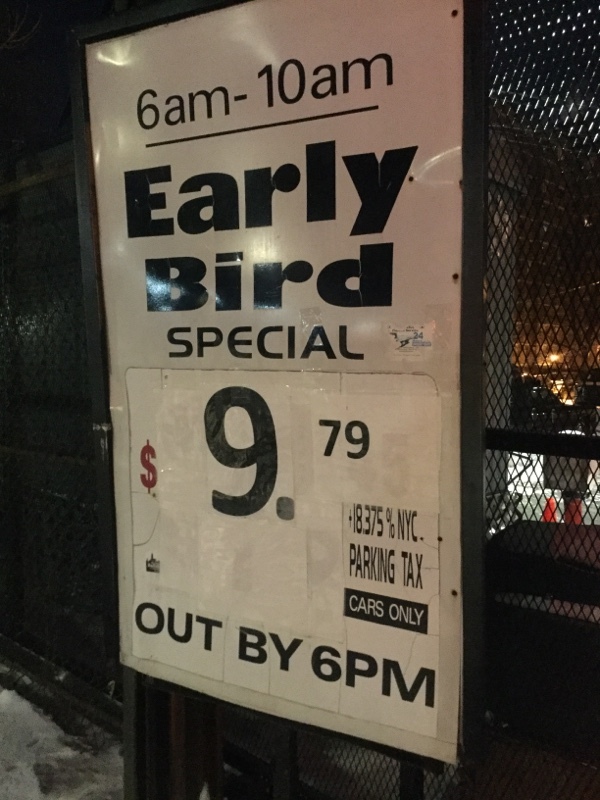 6am-10am
Early
Bird
SPECIAL
$ 9.79
+18.375% NYC
PARKING TAX
CARS ONLY
OUT BY 6PM